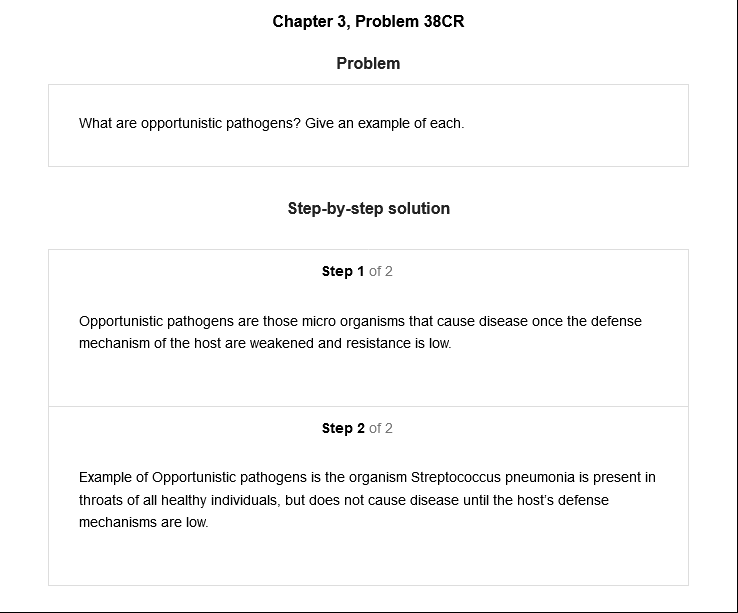 Chapter 3, Problem 38CR
Problem
What are opportunistic pathogens? Give an example of each.
Step-by-step solution
Step 1 of 2
Opportunistic pathogens are those micro organisms that cause disease once the defense
mechanism of the host are weakened and resistance is low.
Step 2 of 2
Example of Opportunistic pathogens is the organism Streptococcus pneumonia is present in
throats of all healthy individuals, but does not cause disease until the host's defense
mechanisms are low.